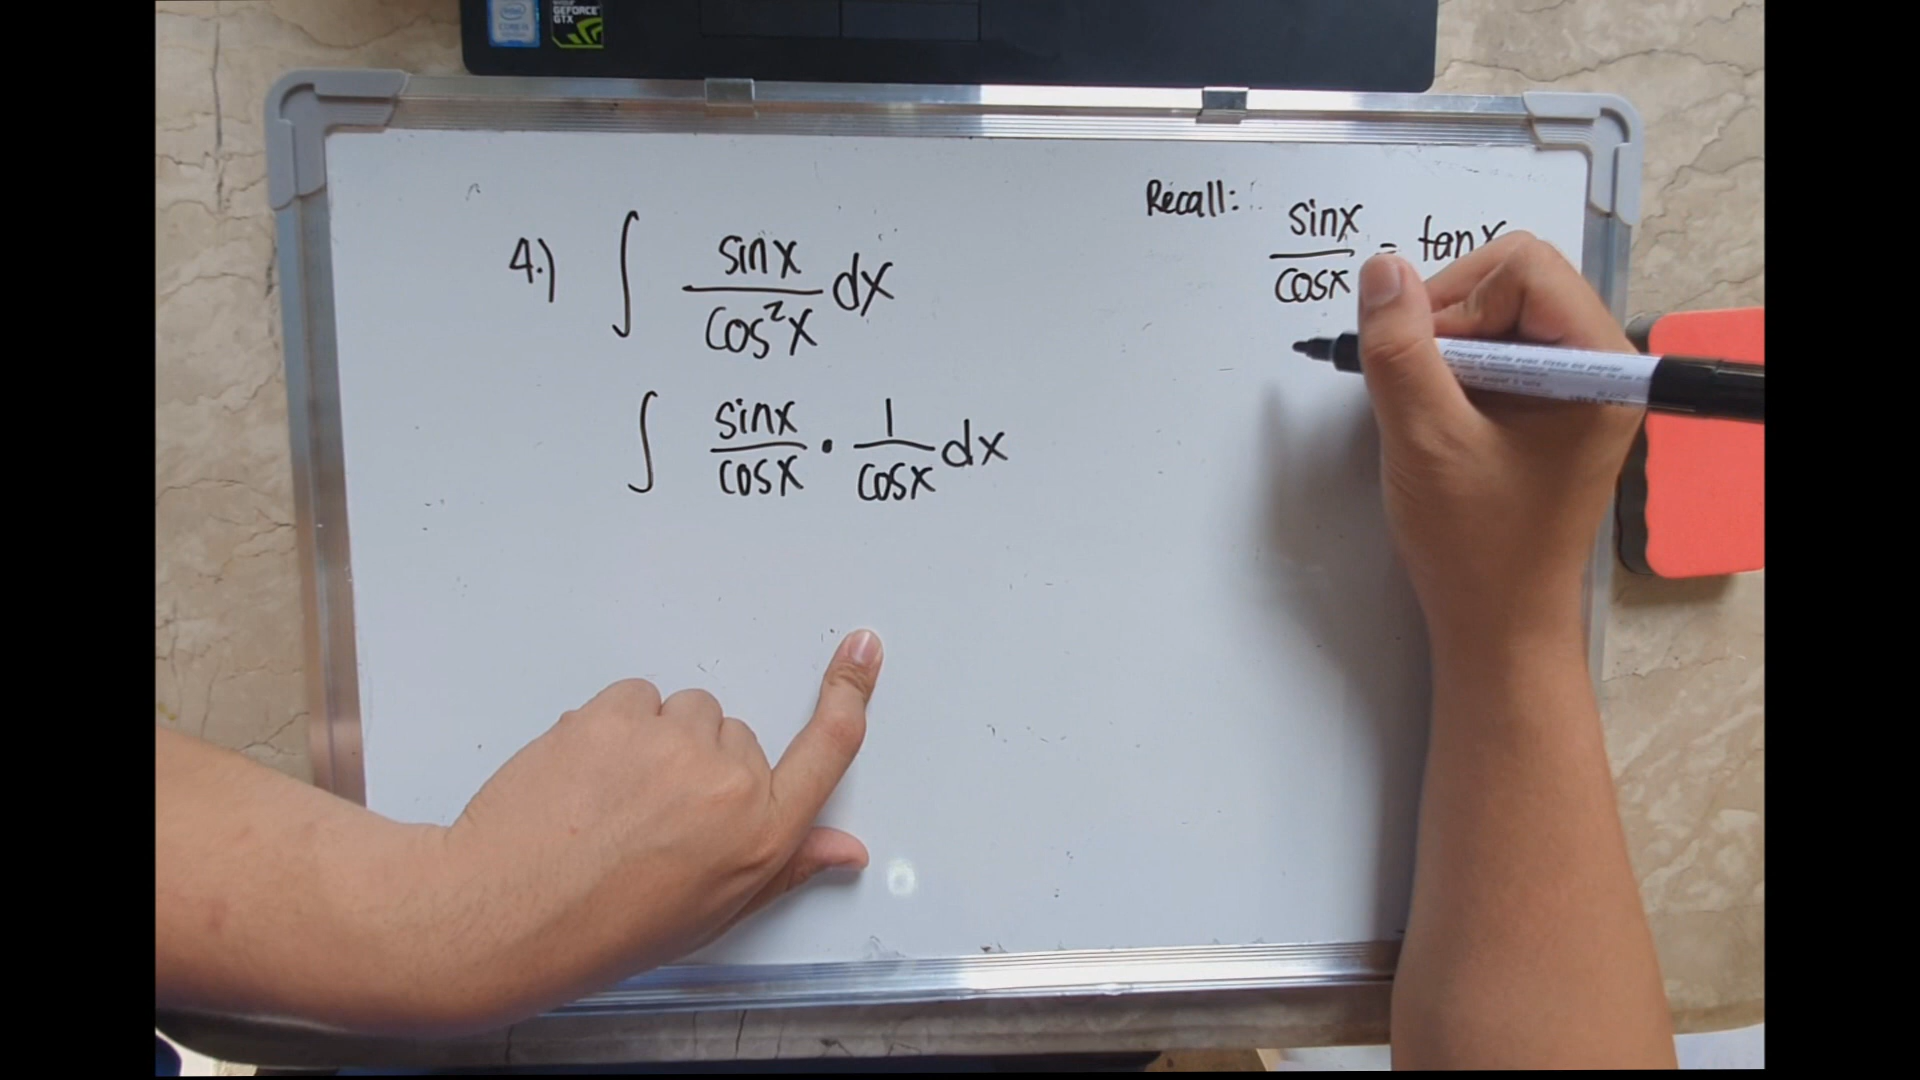 GEFORCE
GTX
Recall: sinx/cosx = tanx
4.) ∫ sinx/cos²x dx
∫ sinx/cosx · 1/cosx dx